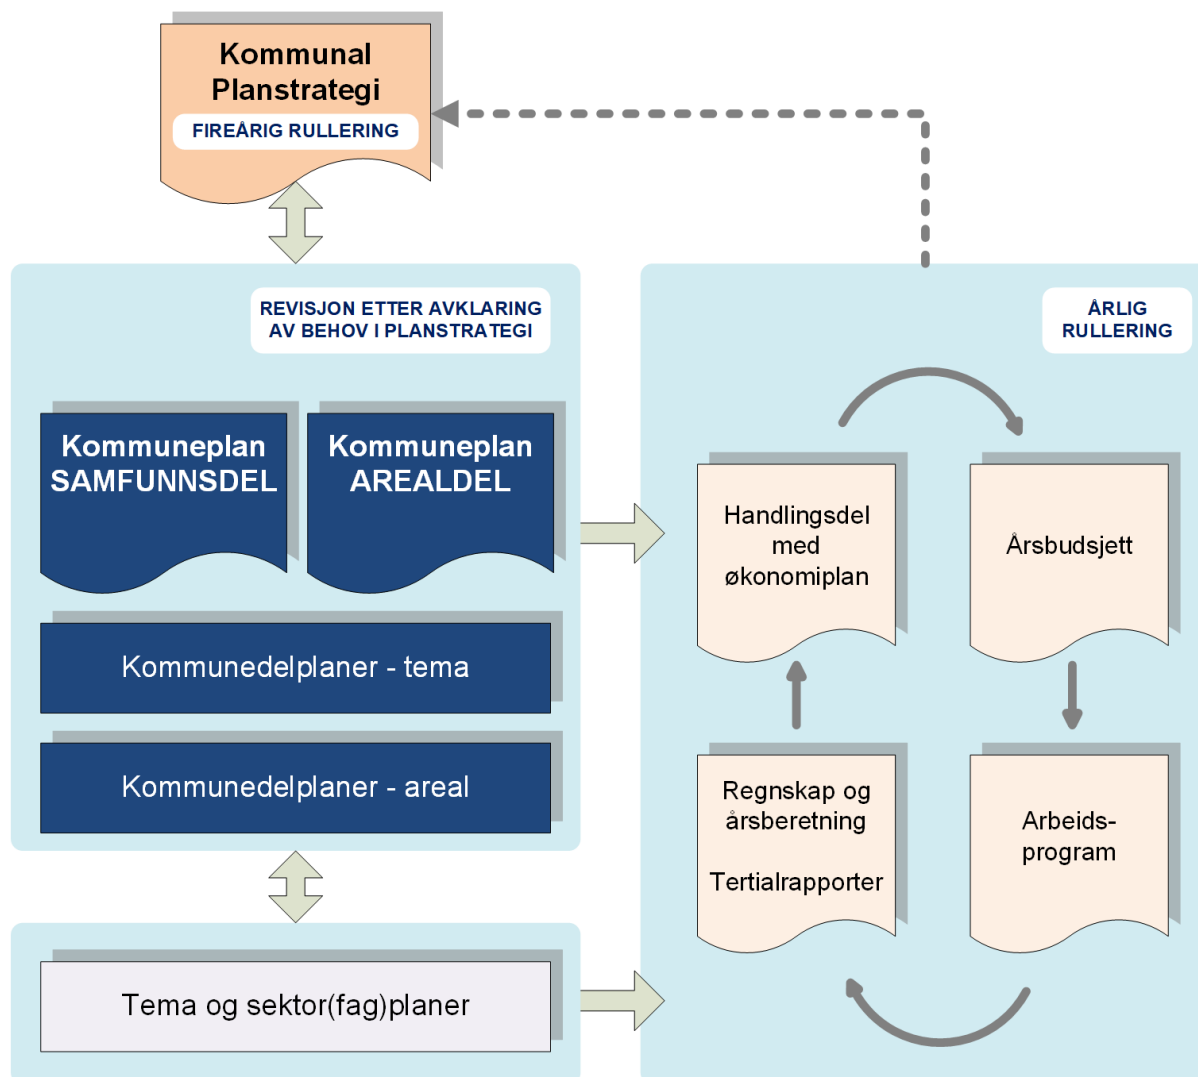 Kommunal
Planstrategi
FIREÅRIG RULLERING
REVISJON ETTER AVKLARING
AV BEHOV I PLANSTRATEGI
Kommuneplan
SAMFUNNSDEL
Kommuneplan
AREALDEL
Kommunedelplaner - tema
Kommunedelplaner - areal
Tema og sektor(fag)planer
ÅRLIG
RULLERING
Handlingsdel
med
økonomiplan
Årsbudsjett
Regnskap og
årsberetning
Tertialrapporter
Arbeids-
program